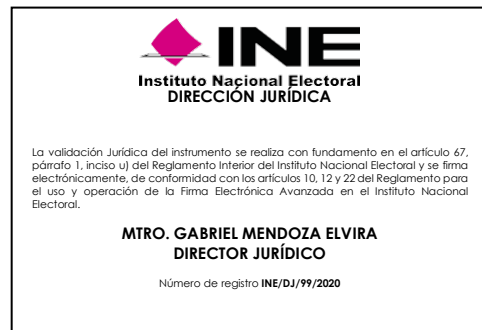 INE
Instituto Nacional Electoral
DIRECCIÓN JURÍDICA
La validación Jurídica del instrumento se realiza con fundamento en el artículo 67,
párrafo 1, inciso u) del Reglamento Interior del Instituto Nacional Electoral y se firma
electrónicamente, de conformidad con los artículos 10, 12 y 22 del Reglamento para
el uso y operación de la Firma Electrónica Avanzada en el Instituto Nacional
Electoral.
MTRO. GABRIEL MENDOZA ELVIRA
DIRECTOR JURÍDICO
Número de registro INE/DJ/99/2020